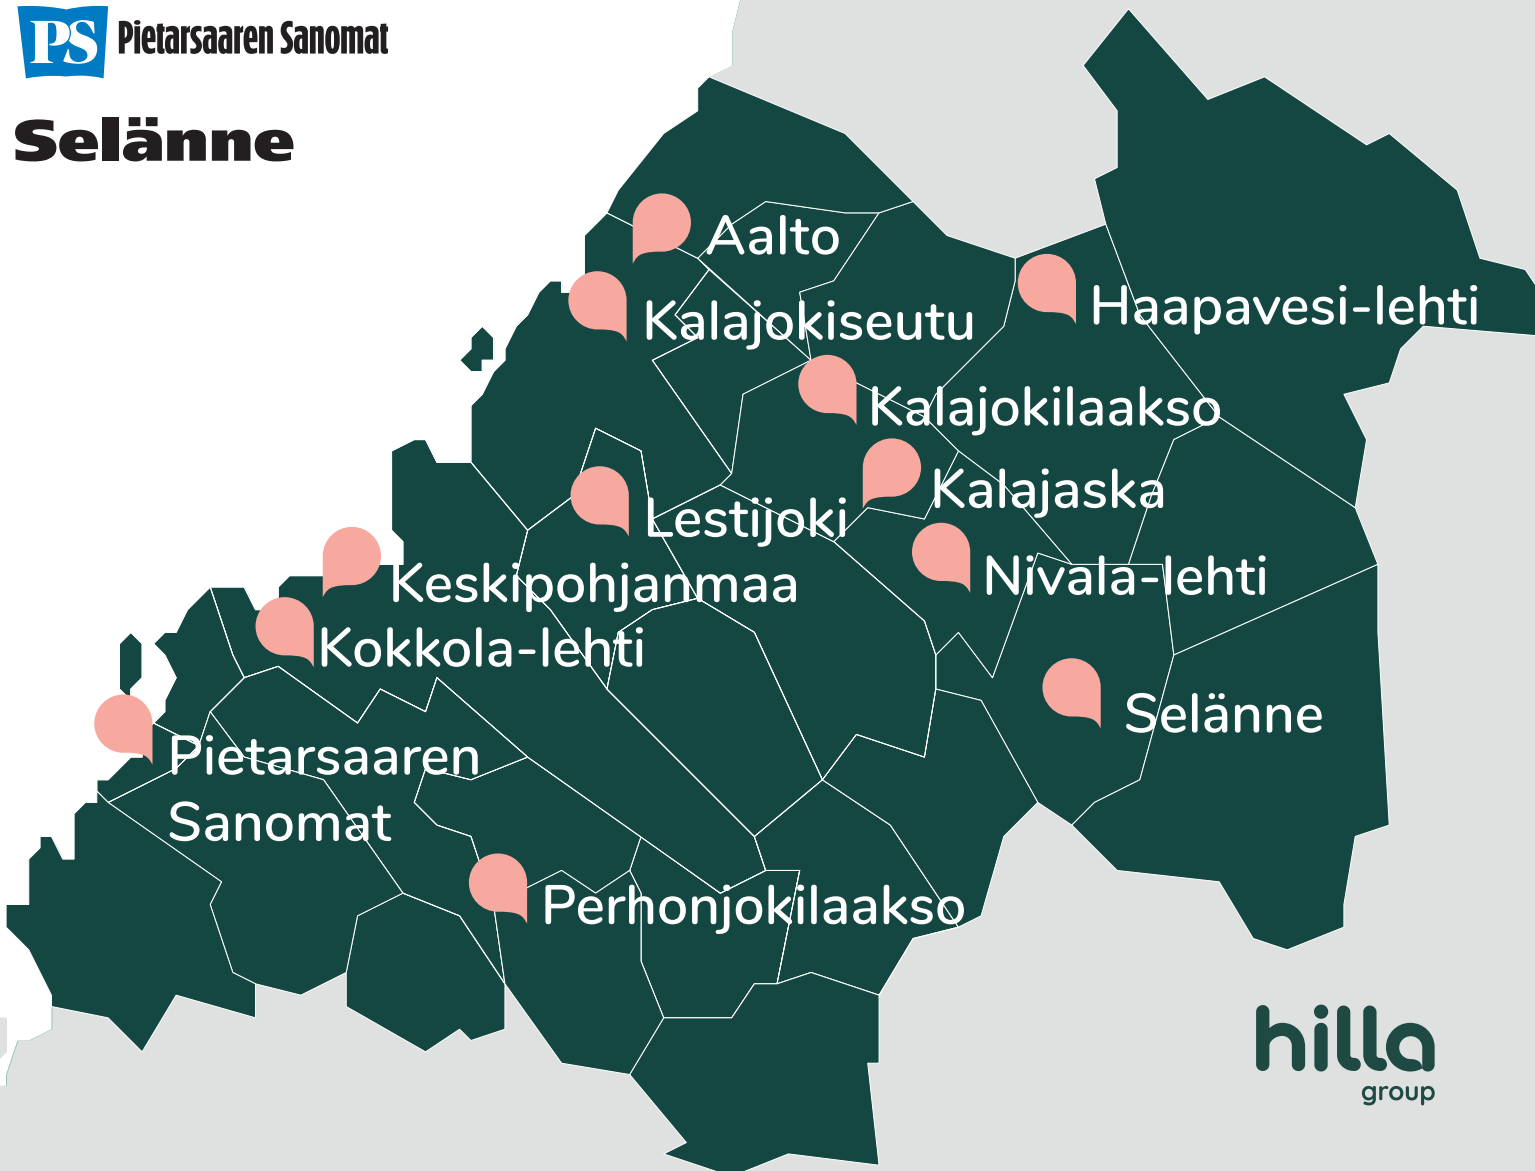 PS Pietarsaaren Sanomat
Selänne
Aalto
Haapavesi-lehti
Kalajokiseutu
Kalajokilaakso
Kalajaska
Lestijoki
Nivala-lehti
Keskipohjanmaa
Kokkola-lehti
Selänne
Pietarsaaren
Sanomat
Perhonjokilaakso
hilla
group